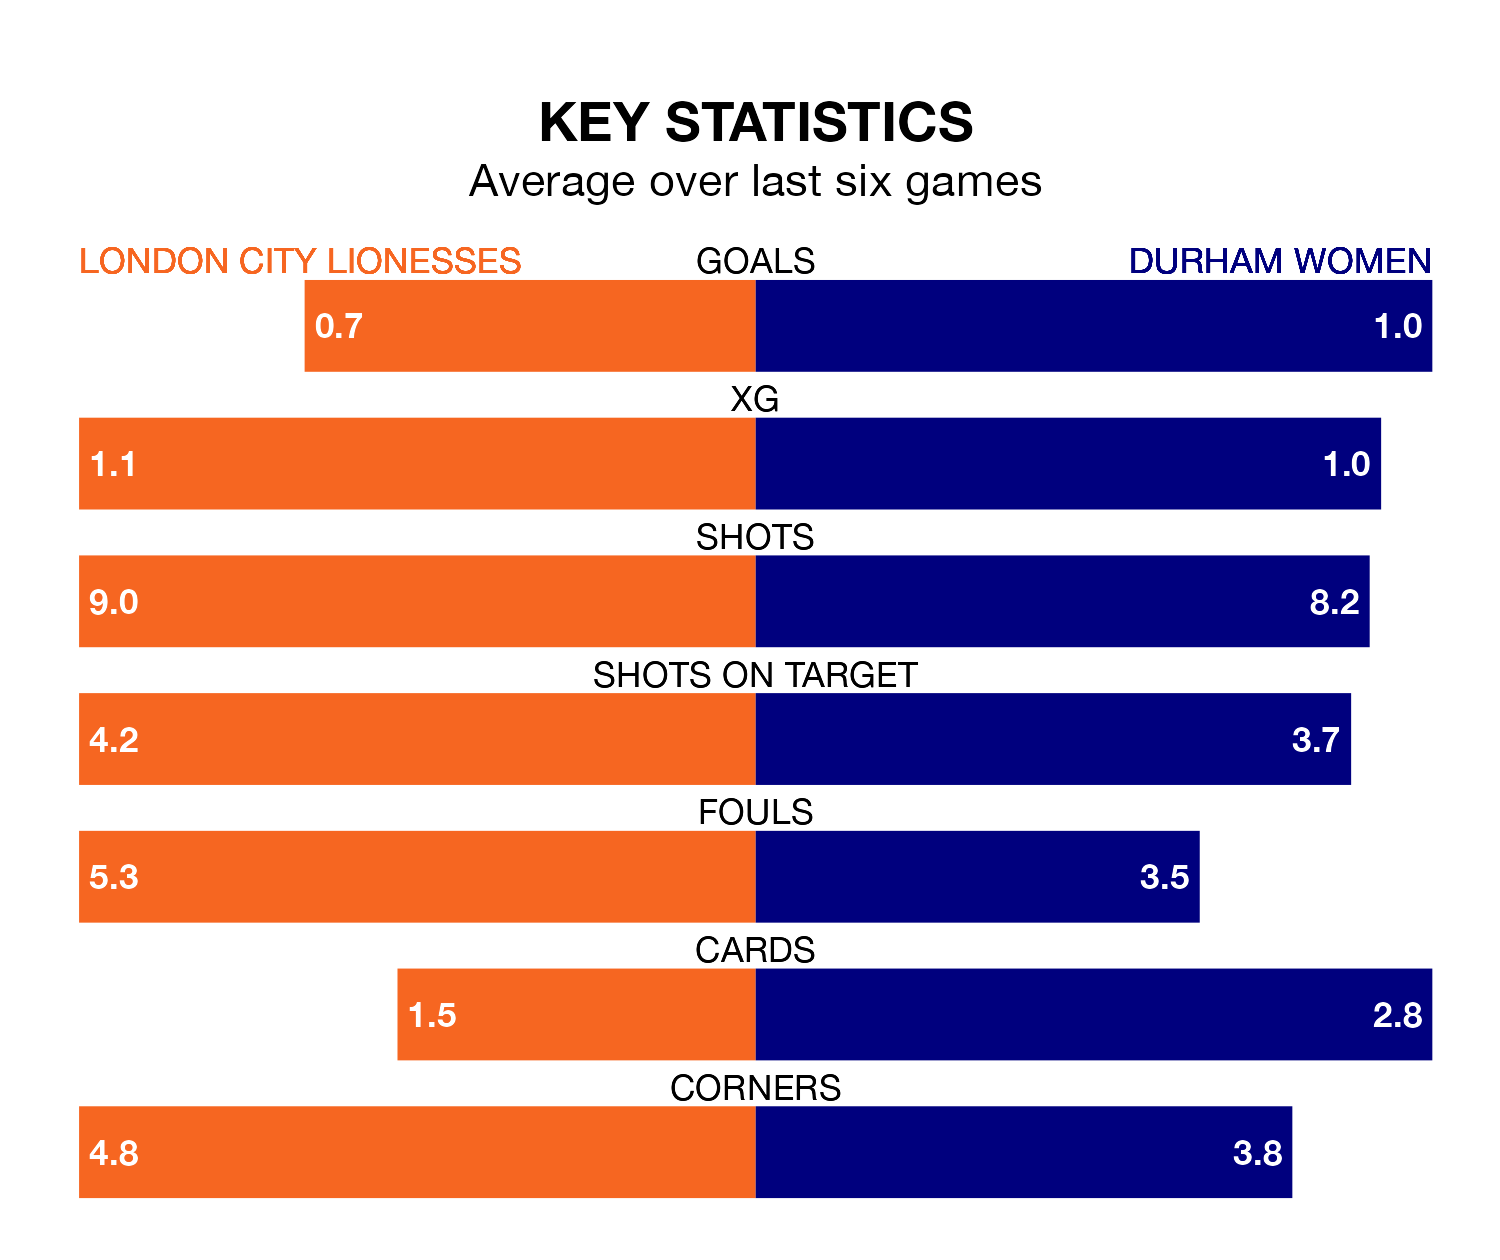 KEY STATISTICS
Average over last six games
LONDON CITY LIONESSES GOALS DURHAM WOMEN
0.7 1.0
XG
1.1 1.0
SHOTS
9.0 8.2
SHOTS ON TARGET
4.2 3.7
FOULS
5.3 3.5
CARDS
1.5 2.8
CORNERS
4.8 3.8